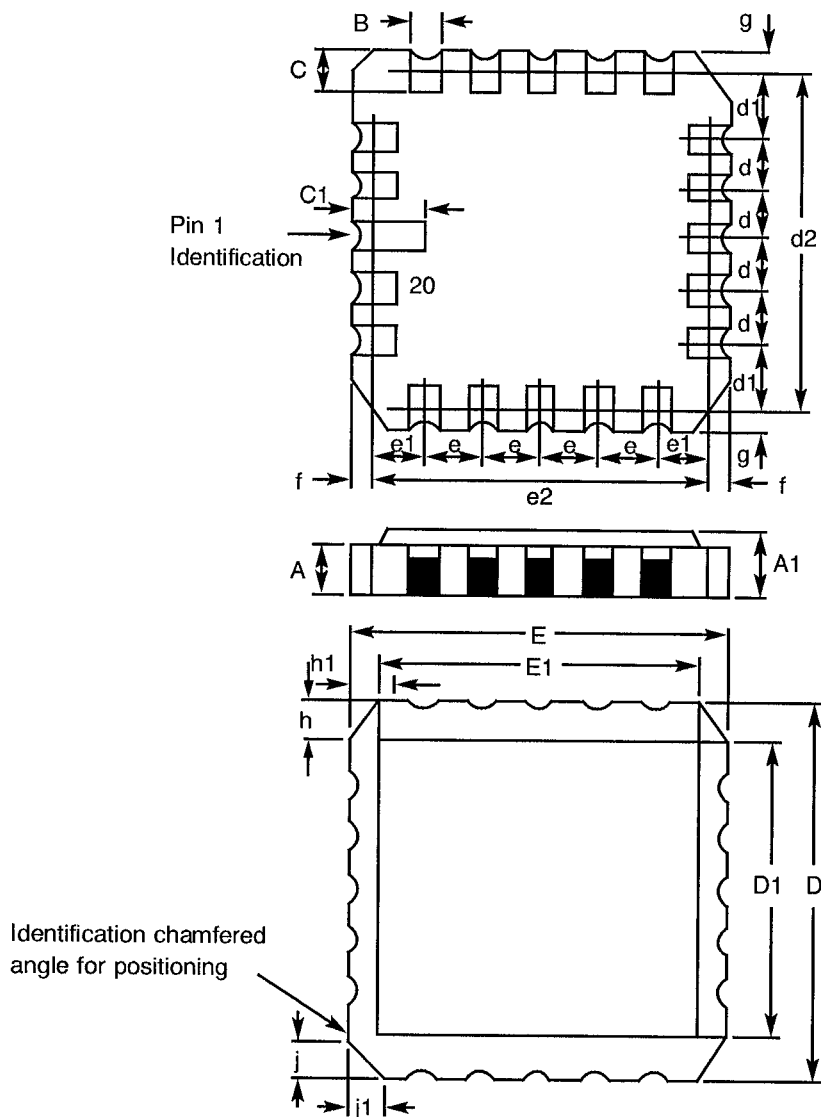 B
g
C
d1
C1
d
Pin 1
Identification
d
d2
d
20
d
d1
e1
e
e
e
e
e1
g
f
e2
f
A
A1
E
h1
E1
h
D1
D
Identification chamfered
angle for positioning
j
j1